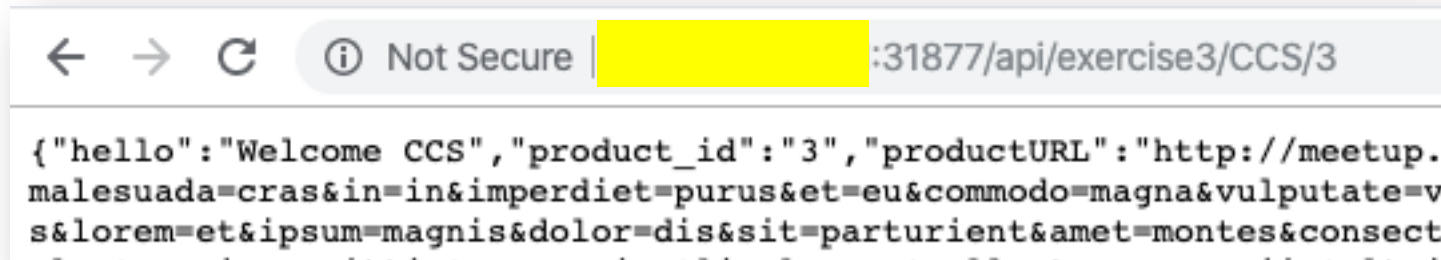 Not Secure | :31877/api/exercise3/CCS/3
{"hello":"Welcome CCS","product_id":"3","productURL":"http://meetup.
malesuada=cras&in=in&imperdiet=purus&et=eu&commodo=magna&vulputate=v
s&lorem=et&ipsum=magnis&dolor=dis&sit=parturient&amet=montes&consect